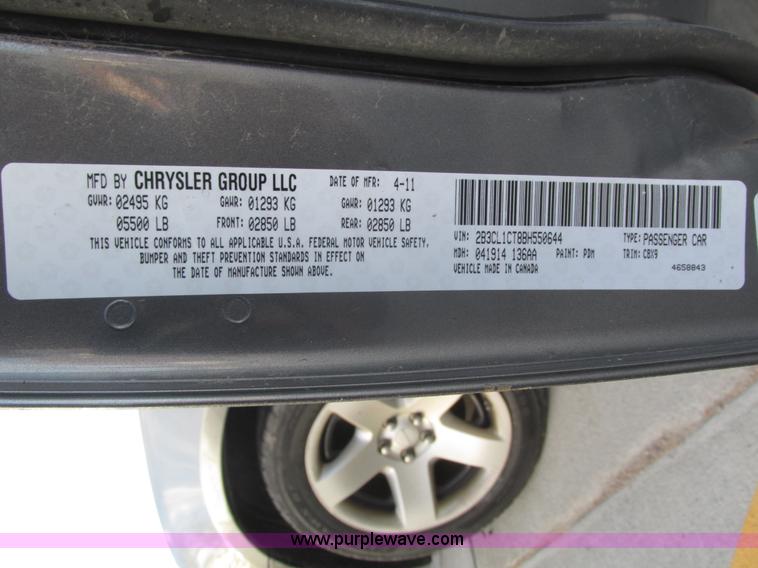 MFD BY CHRYSLER GROUP LLC DATE OF MFR: 4-11
GVWR: 02495 KG GAWR: 01293 KG GAWR: 01293 KG
05500 LB FRONT: 02850 LB REAR: 02850 LB
THIS VEHICLE CONFORMS TO ALL APPLICABLE U.S.A. FEDERAL MOTOR VEHICLE SAFETY,
BUMPER AND THEFT PREVENTION STANDARDS IN EFFECT ON
THE DATE OF MANUFACTURE SHOWN ABOVE.
VIN: 2B3CL1CT8BH550644 TYPE: PASSENGER CAR
MDH: 041914 136AA PAINT: PDM TRIM: CBX9
VEHICLE MADE IN CANADA 4658843
www.purplewave.com